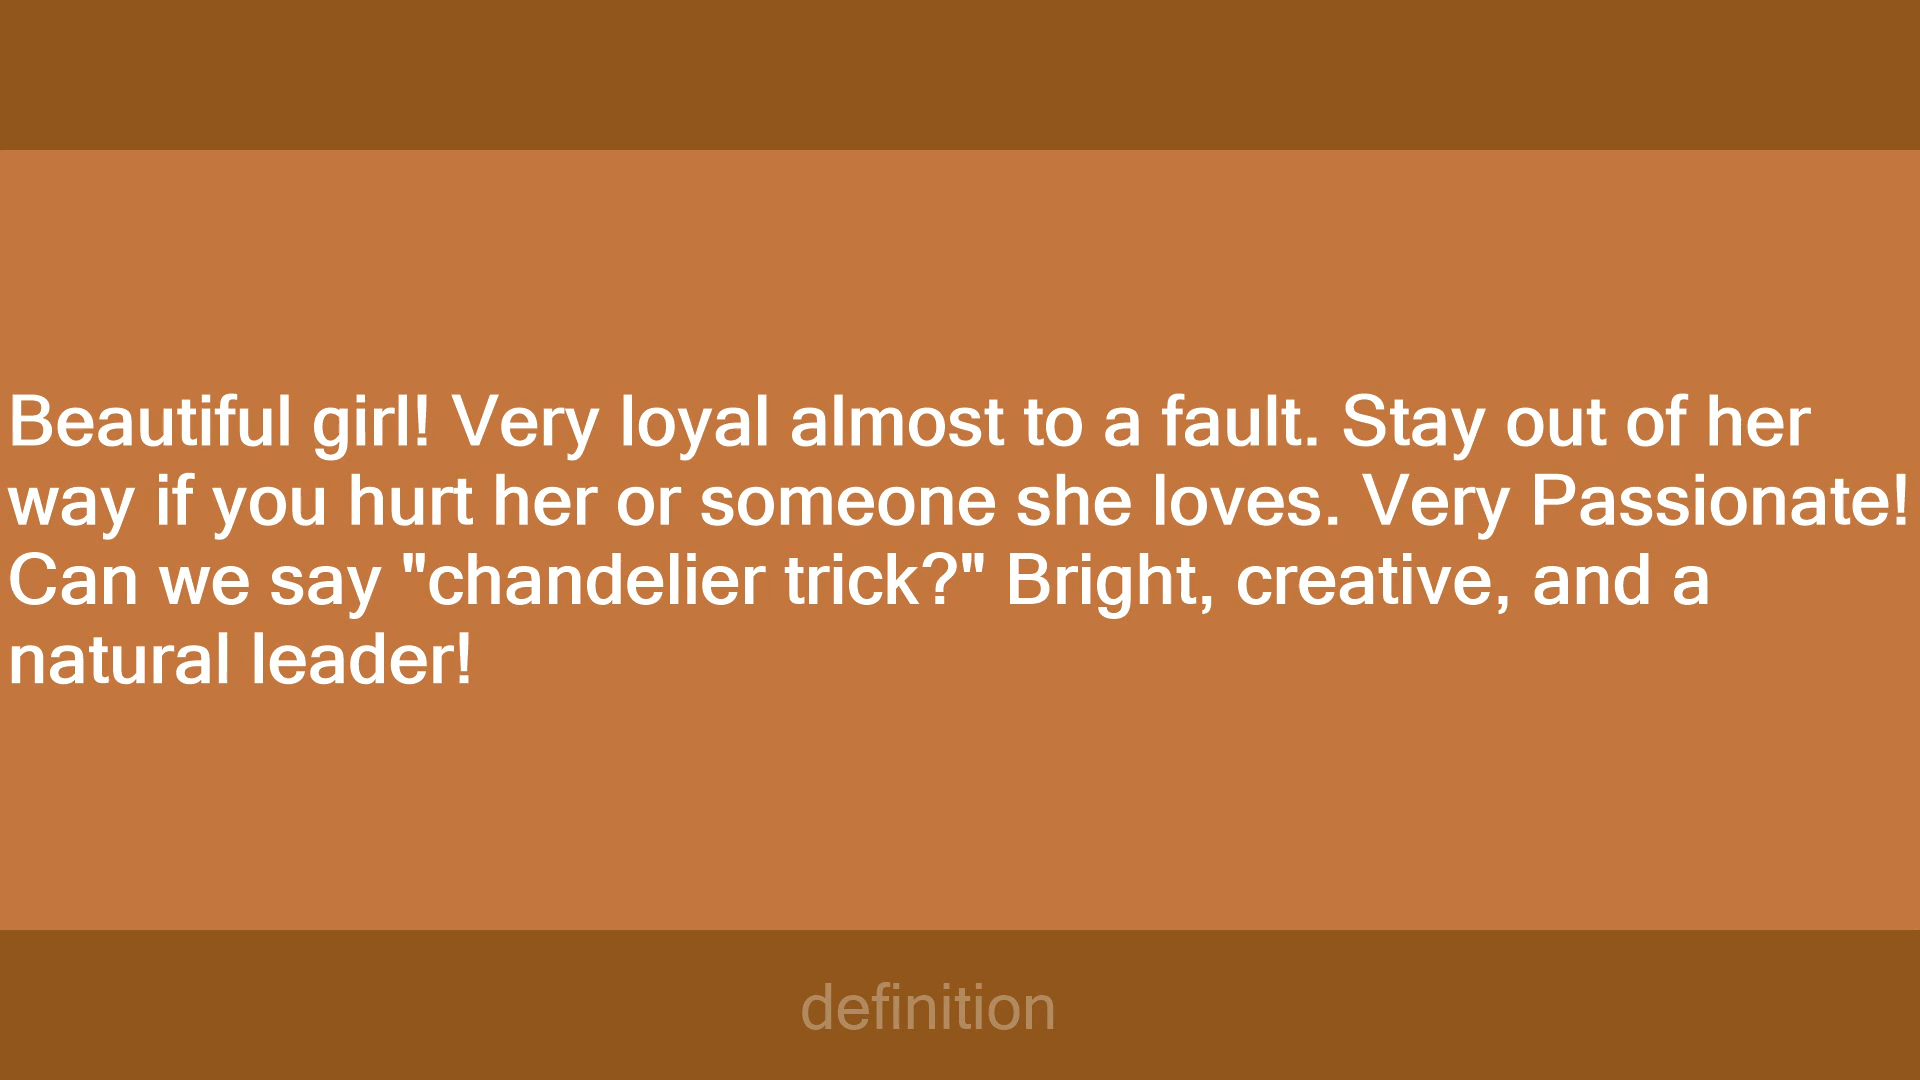 Beautiful girl! Very loyal almost to a fault. Stay out of her
way if you hurt her or someone she loves. Very Passionate!
Can we say "chandelier trick?" Bright, creative, and a
natural leader!
definition